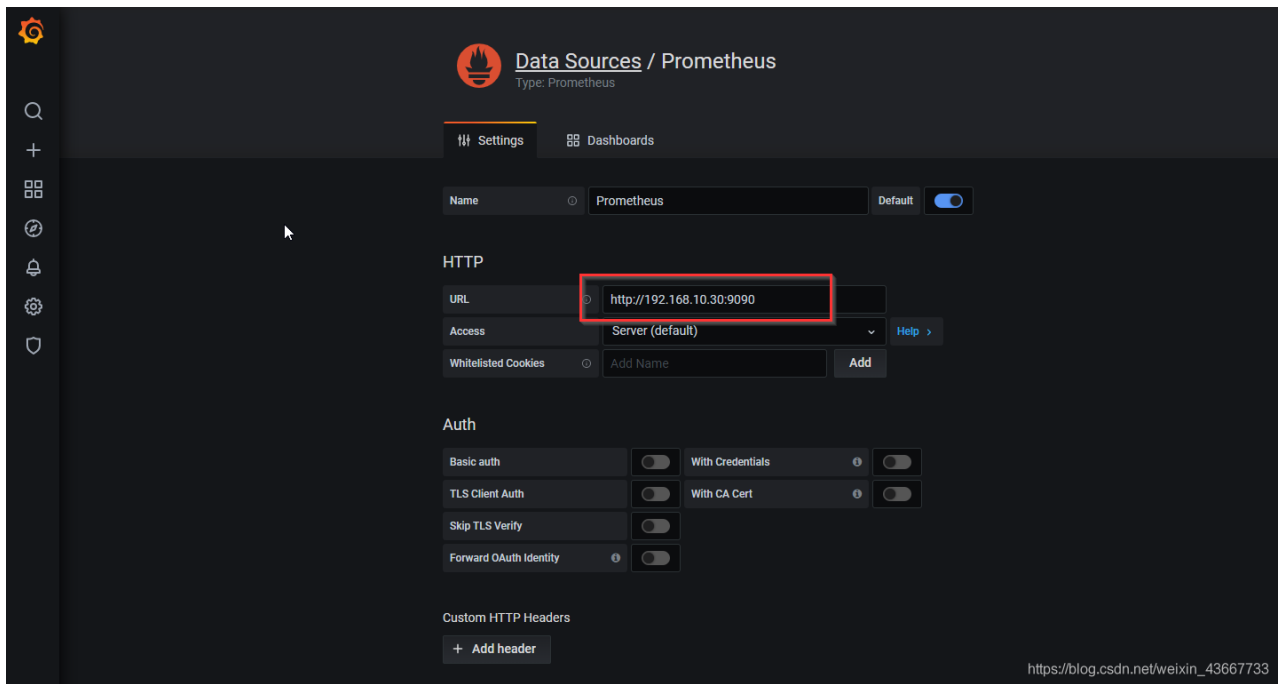 Data Sources / Prometheus
Type: Prometheus
Settings Dashboards
Name Prometheus Default
HTTP
URL http://192.168.10.30:9090
Access Server (default) Help
Whitelisted Cookies Add Name Add
Auth
Basic auth With Credentials
TLS Client Auth With CA Cert
Skip TLS Verify
Forward OAuth Identity
Custom HTTP Headers
+ Add header
https://blog.csdn.net/weixin_43667733